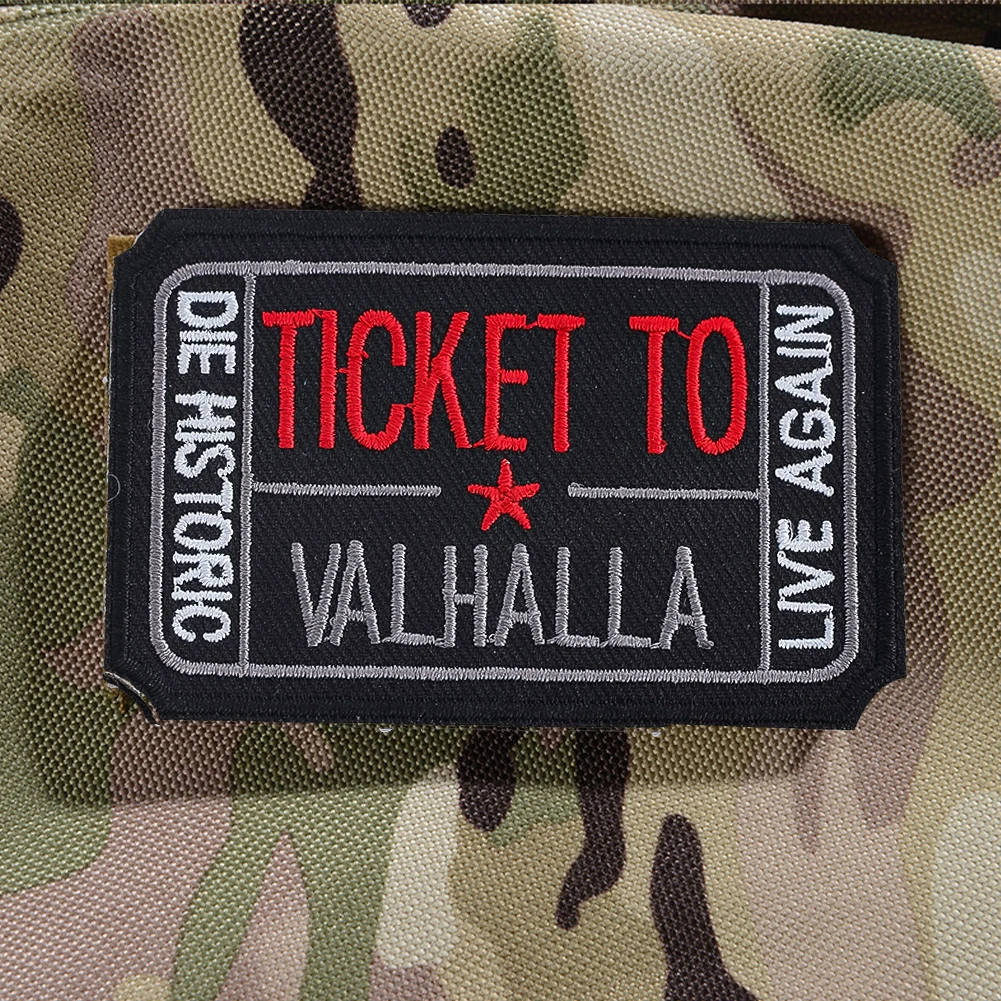 DIE HISTORIC
TICKET TO
VALHALLA
LIVE AGAIN